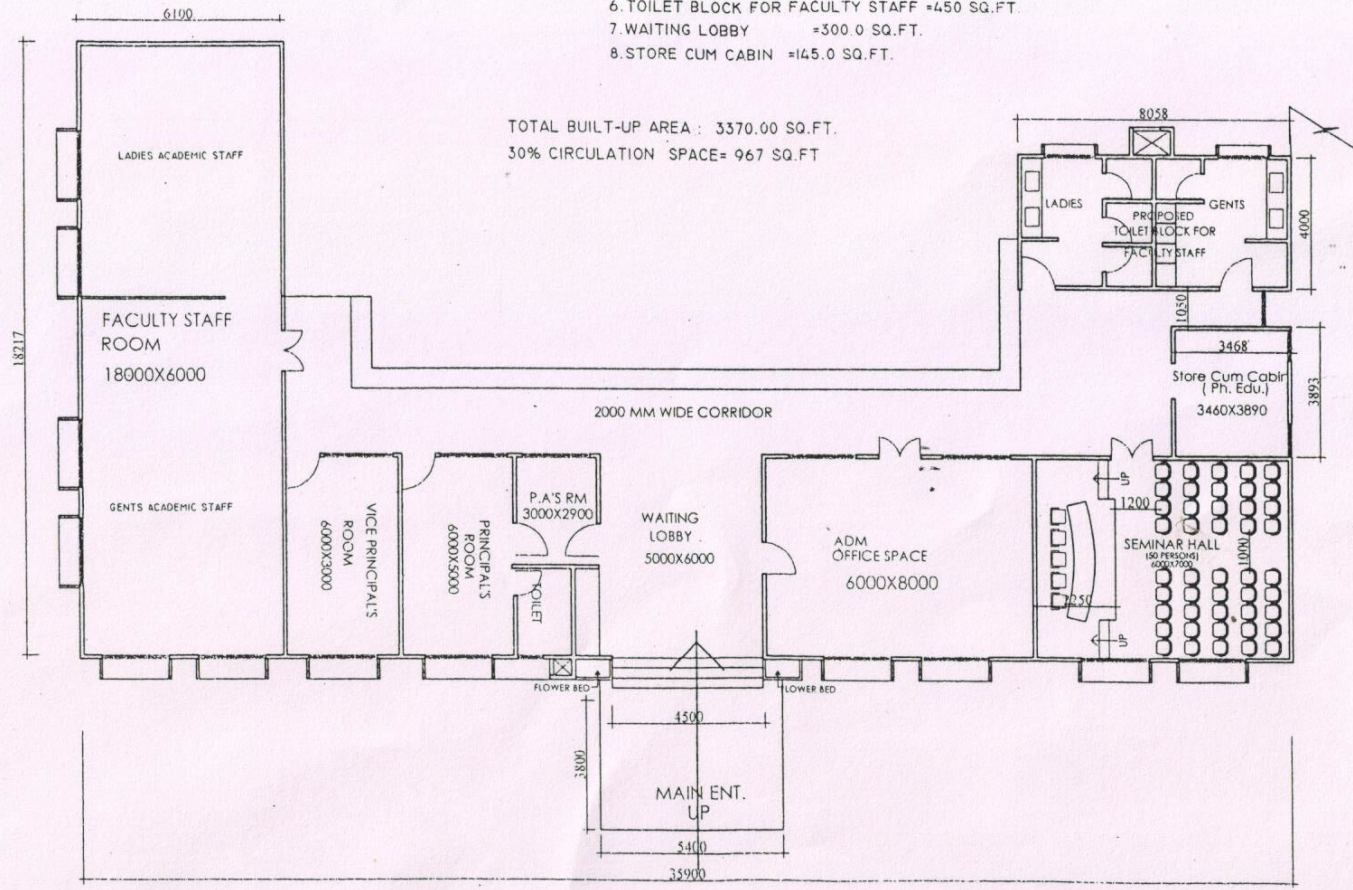 6100
6.TOILET BLOCK FOR FACULTY STAFF =450 SQ.FT.
7.WAITING LOBBY =300.0 SQ.FT.
8.STORE CUM CABIN =145.0 SQ.FT.
TOTAL BUILT-UP AREA : 3370.00 SQ.FT.
30% CIRCULATION SPACE= 967 SQ.FT
8058
LADIES ACADEMIC STAFF
LADIES
GENTS
PROPOSED
TOILET BLOCK FOR
FACULTY STAFF
4000
1050
18217
FACULTY STAFF
ROOM
18000X6000
3468
Store Cum Cabin
( Ph. Edu.)
3460X3890
3893
2000 MM WIDE CORRIDOR
GENTS ACADEMIC STAFF
VICE PRINCIPAL'S
ROOM
6000X3000
PRINCIPAL'S
ROOM
6000X5000
P.A'S RM
3000X2900
TOILET
WAITING
LOBBY
5000X6000
ADM
OFFICE SPACE
6000X8000
UP
1200
SEMINAR HALL
(50 PERSONS)
6000X7000
1000
2250
UP
FLOWER BED
LOWER BED
4500
3800
MAIN ENT.
UP
5400
35900